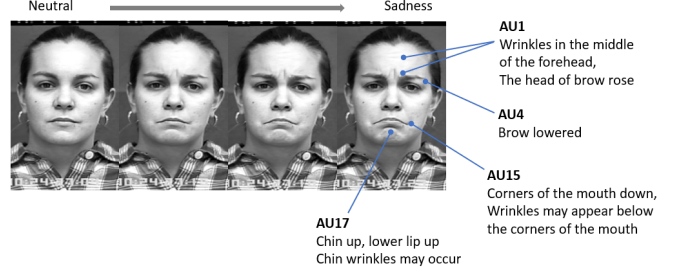 Neutral
Sadness
AU1
Wrinkles in the middle
of the forehead,
The head of brow rose
AU4
Brow lowered
AU15
Corners of the mouth down,
Wrinkles may appear below
the corners of the mouth
AU17
Chin up, lower lip up
Chin wrinkles may occur